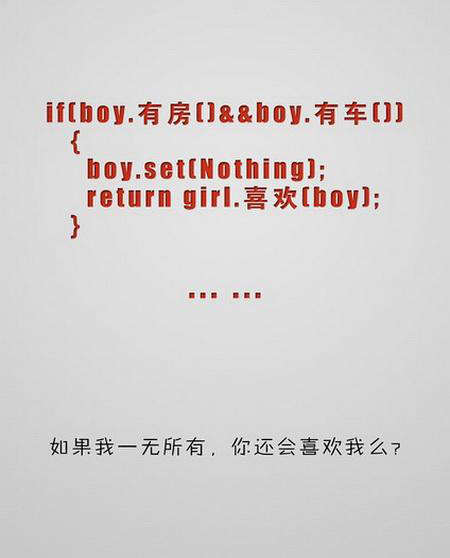 if(boy.有房()&&boy.有车())
{
boy.set(Nothing);
return girl.喜欢(boy);
}
... ...
如果我一无所有，你还会喜欢我么？